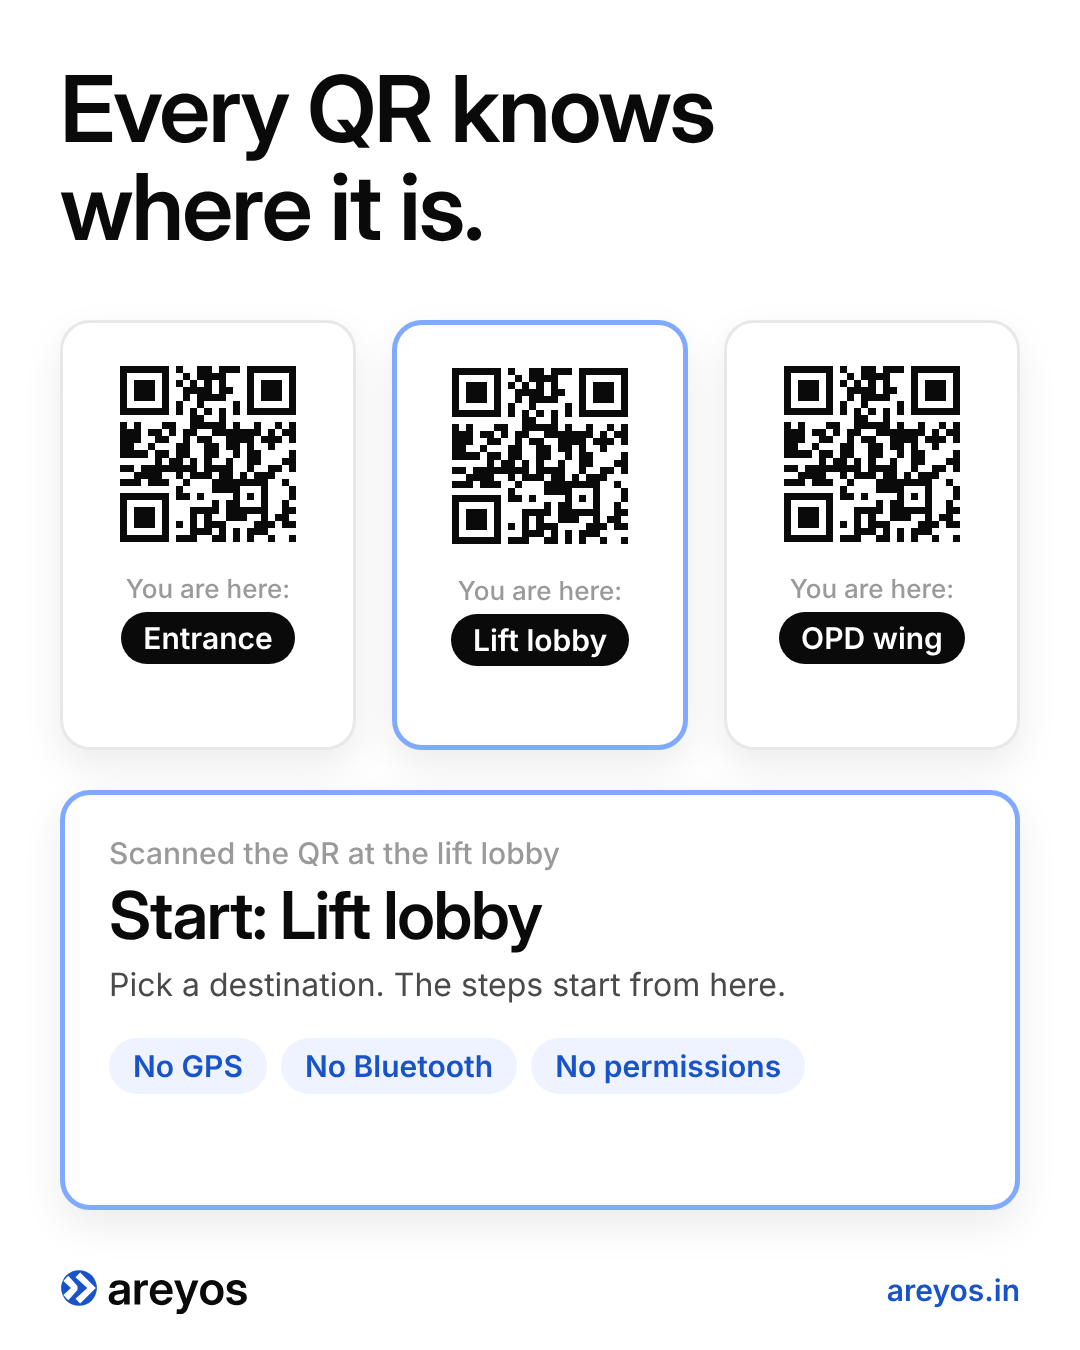 Every QR knows
where it is.
You are here:
Entrance
You are here:
Lift lobby
You are here:
OPD wing
Scanned the QR at the lift lobby
Start: Lift lobby
Pick a destination. The steps start from here.
No GPS
No Bluetooth
No permissions
areyos
areyos.in